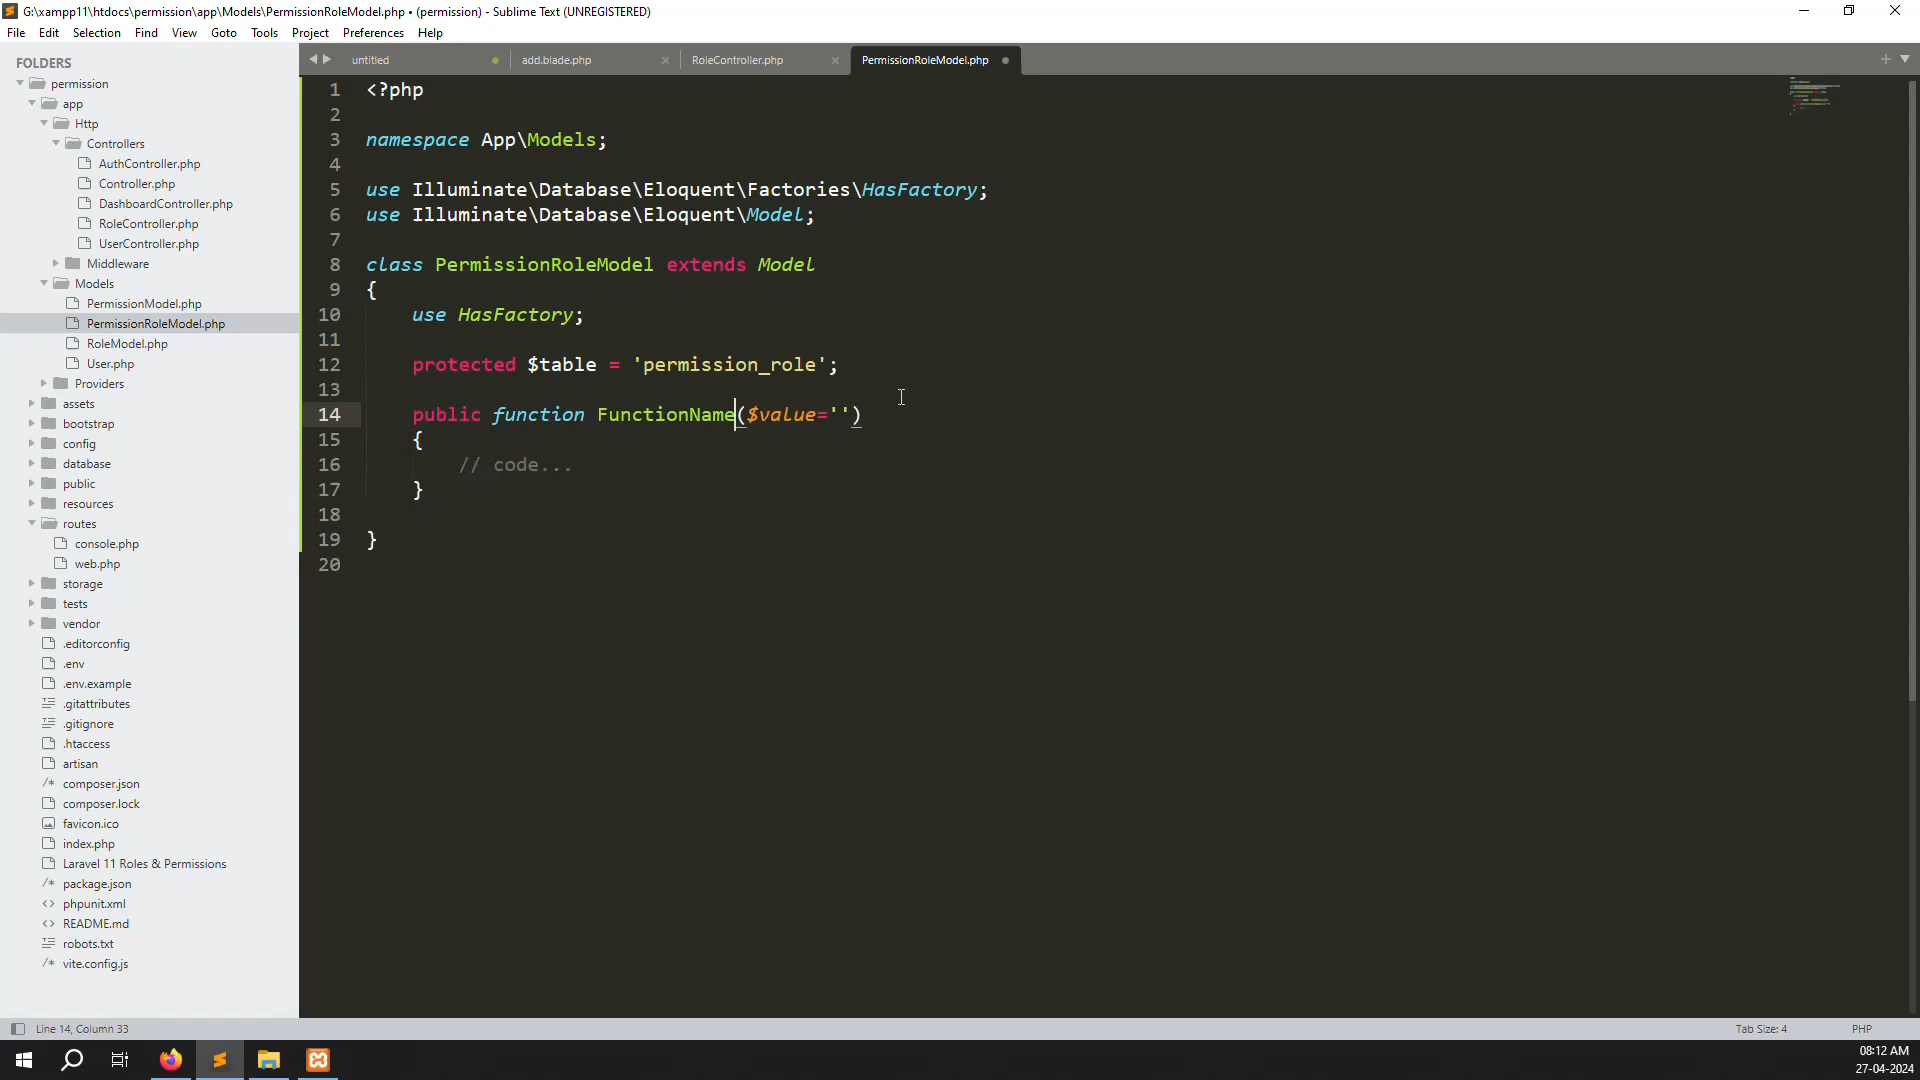 G:\xampp11\htdocs\permission\app\Models\PermissionRoleModel.php • (permission) - Sublime Text (UNREGISTERED)
File Edit Selection Find View Goto Tools Project Preferences Help
FOLDERS
permission
app
Http
Controllers
AuthController.php
Controller.php
DashboardController.php
RoleController.php
UserController.php
Middleware
Models
PermissionModel.php
PermissionRoleModel.php
RoleModel.php
User.php
Providers
assets
bootstrap
config
database
public
resources
routes
console.php
web.php
storage
tests
vendor
.editorconfig
.env
.env.example
.gitattributes
.gitignore
.htaccess
artisan
composer.json
composer.lock
favicon.ico
index.php
Laravel 11 Roles & Permissions
package.json
phpunit.xml
README.md
robots.txt
vite.config.js
untitled add.blade.php RoleController.php PermissionRoleModel.php
1 <?php
2
3 namespace App\Models;
4
5 use Illuminate\Database\Eloquent\Factories\HasFactory;
6 use Illuminate\Database\Eloquent\Model;
7
8 class PermissionRoleModel extends Model
9 {
10 use HasFactory;
11
12 protected $table = 'permission_role';
13
14 public function FunctionName($value='')
15 {
16 // code...
17 }
18
19 }
20
Line 14, Column 33 Tab Size: 4 PHP
08:12 AM
27-04-2024